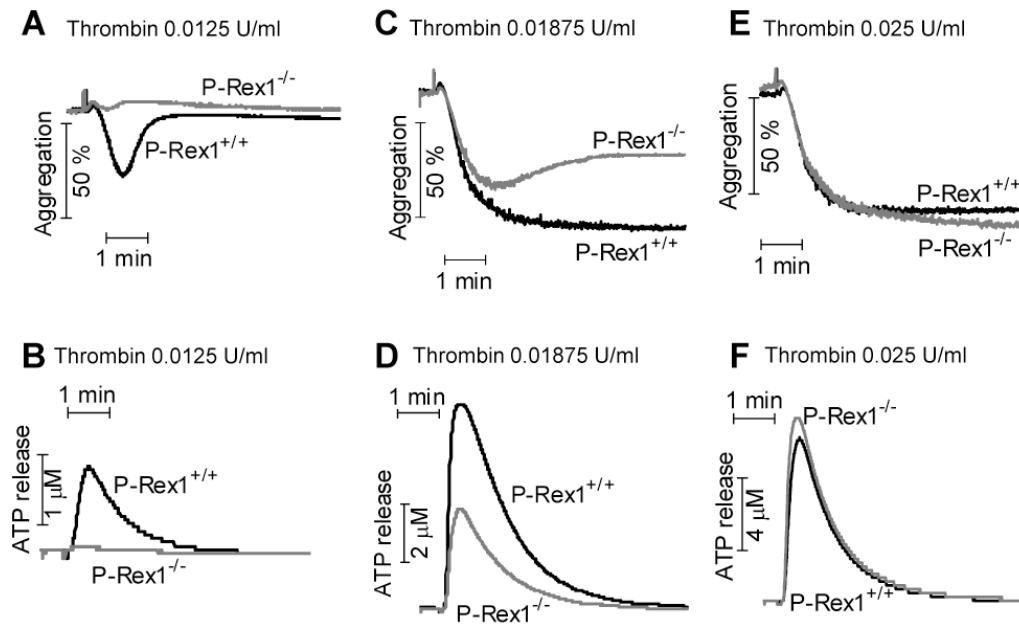 A Thrombin 0.0125 U/ml
P-Rex1-/-
P-Rex1+/+
Aggregation
50 %
1 min
C Thrombin 0.01875 U/ml
P-Rex1-/-
P-Rex1+/+
Aggregation
50 %
1 min
E Thrombin 0.025 U/ml
P-Rex1+/+
P-Rex1-/-
Aggregation
50 %
1 min
B Thrombin 0.0125 U/ml
1 min
ATP release
1 μM
P-Rex1+/+
P-Rex1-/-
D Thrombin 0.01875 U/ml
1 min
ATP release
2 μM
P-Rex1+/+
P-Rex1-/-
F Thrombin 0.025 U/ml
1 min
P-Rex1-/-
ATP release
4 μM
P-Rex1+/+